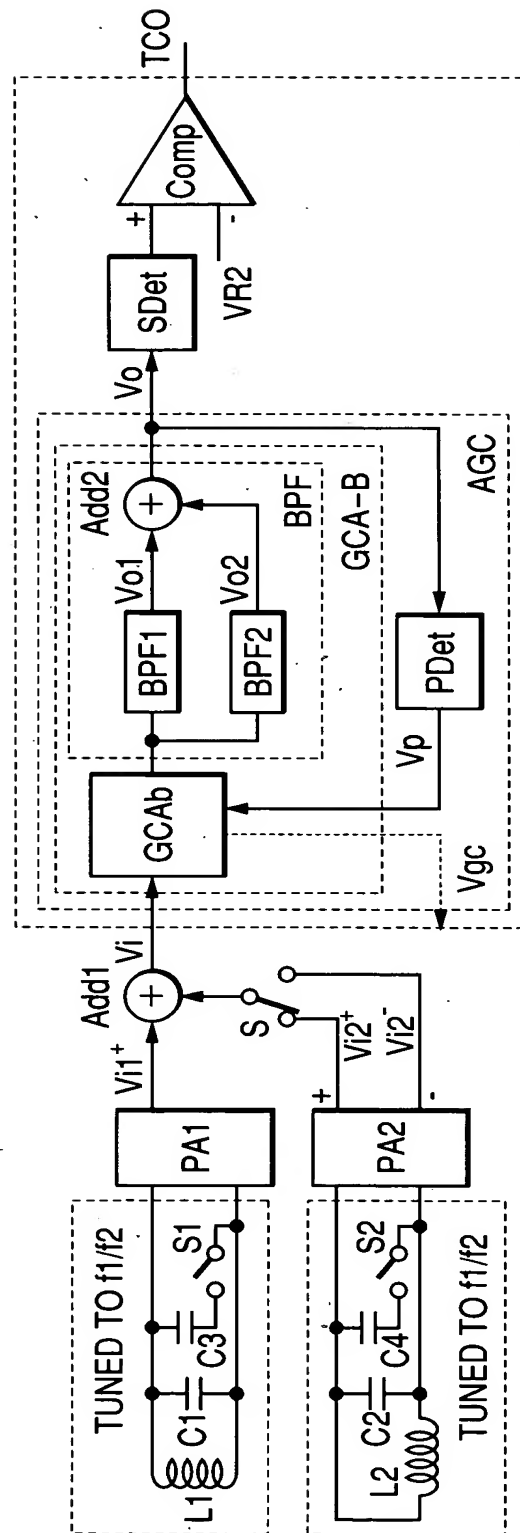 TUNED TO f1/f2
L1
C1
C3
S1
PA1
Vi1+
Add1
+
Vi
S
TUNED TO f1/f2
L2
C2
C4
S2
PA2
+
-
Vi2+
Vi2-
GCAb
BPF1
BPF2
Vo1
Vo2
Add2
+
BPF
GCA-B
AGC
PDet
Vp
Vgc
Vo
SDet
+
-
VR2
Comp
TCO